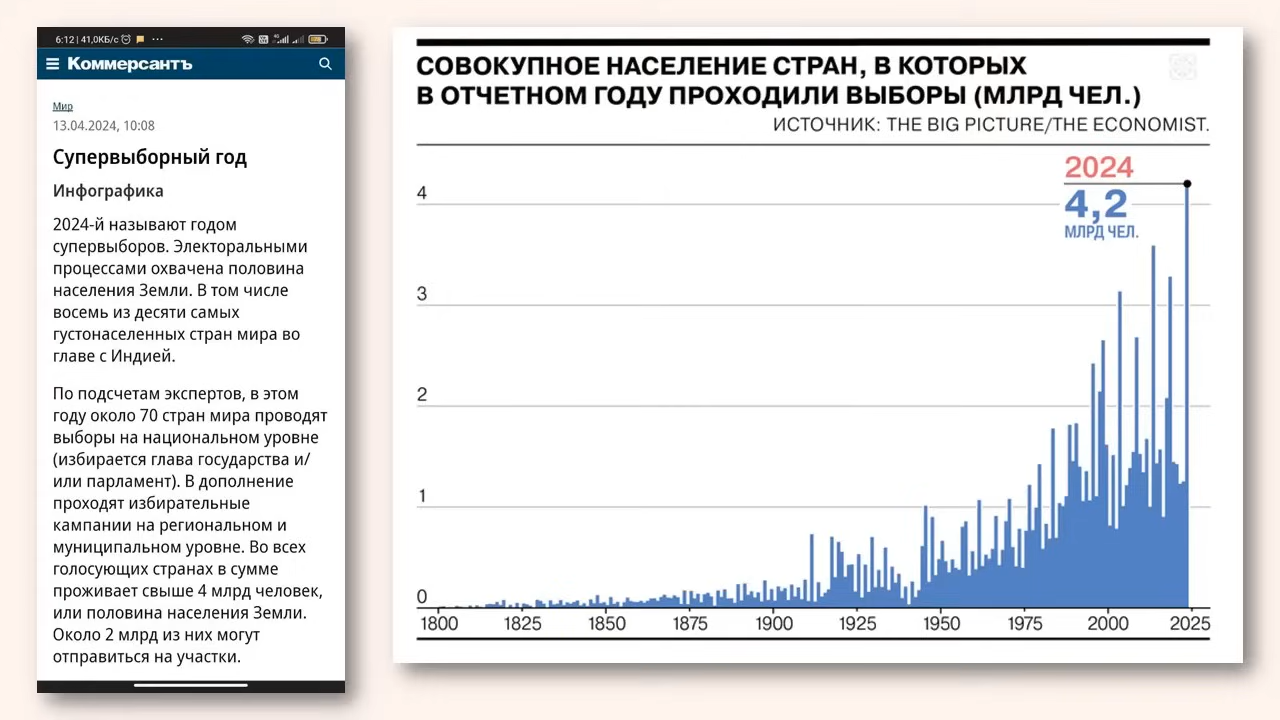 6:12 | 41,0КБ/с
Коммерсантъ
Мир
13.04.2024, 10:08
Супервыборный год
Инфографика
2024-й называют годом
супервыборов. Электоральными
процессами охвачена половина
населения Земли. В том числе
восемь из десяти самых
густонаселенных стран мира во
главе с Индией.
По подсчетам экспертов, в этом
году около 70 стран мира проводят
выборы на национальном уровне
(избирается глава государства и/
или парламент). В дополнение
проходят избирательные
кампании на региональном и
муниципальном уровне. Во всех
голосующих странах в сумме
проживает свыше 4 млрд человек,
или половина населения Земли.
Около 2 млрд из них могут
отправиться на участки.
СОВОКУПНОЕ НАСЕЛЕНИЕ СТРАН, В КОТОРЫХ
В ОТЧЕТНОМ ГОДУ ПРОХОДИЛИ ВЫБОРЫ (МЛРД ЧЕЛ.)
ИСТОЧНИК: THE BIG PICTURE/THE ECONOMIST.
2024
4,2
МЛРД ЧЕЛ.
4
3
2
1
0
1800 1825 1850 1875 1900 1925 1950 1975 2000 2025